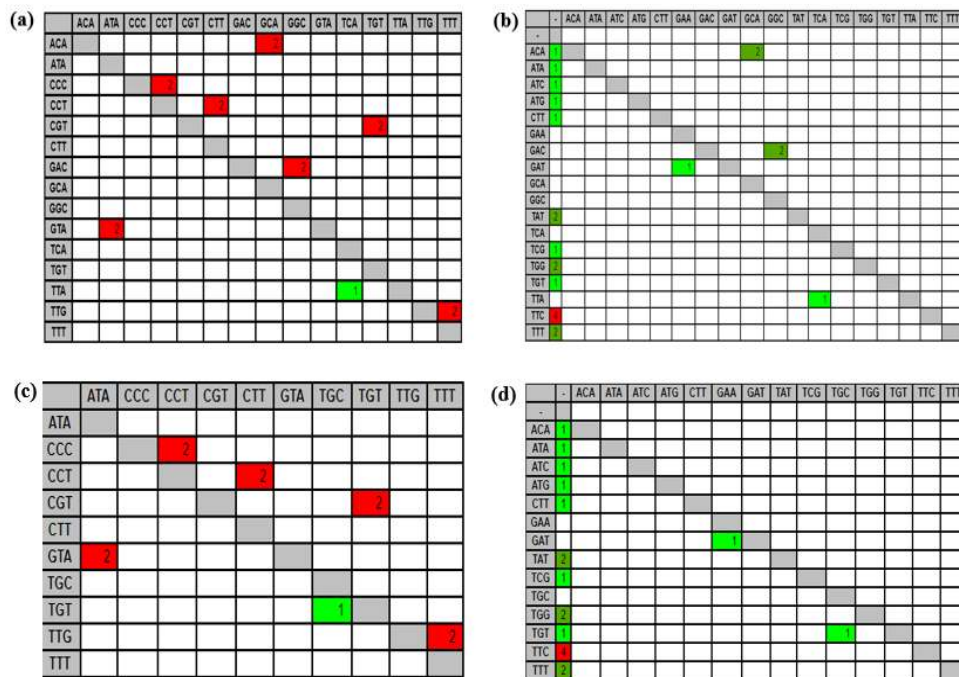 (a)
ACA ATA CCC CCT CGT CTT GAC GCA GGC GTA TCA TGT TTA TTG TTT
ACA 2
ATA
CCC 2
CCT 2
CGT 2
CTT
GAC 2
GCA
GGC
GTA 2
TCA
TGT
TTA 1
TTG 2
TTT
(b)
- ACA ATA ATC ATG CTT GAA GAC GAT GCA GGC TAT TCA TCG TGG TGT TTA TTC TTT
-
ACA 1 2
ATA 1
ATC 1
ATG 1
CTT 1
GAA
GAC 2
GAT 1
GCA
GGC
TAT 2
TCA
TCG 1
TGG 2
TGT 1
TTA 1
TTC 4
TTT 2
(c)
ATA CCC CCT CGT CTT GTA TGC TGT TTG TTT
ATA
CCC 2
CCT 2
CGT 2
CTT
GTA 2
TGC
TGT 1
TTG 2
TTT
(d)
- ACA ATA ATC ATG CTT GAA GAT TAT TCG TGC TGG TGT TTC TTT
-
ACA 1
ATA 1
ATC 1
ATG 1
CTT 1
GAA
GAT 1
TAT 2
TCG 1
TGC
TGG 2
TGT 1 1
TTC 4
TTT 2